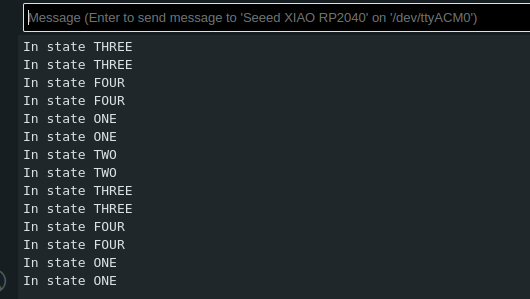 Message (Enter to send message to 'Seeed XIAO RP2040' on '/dev/ttyACM0')
In state THREE
In state THREE
In state FOUR
In state FOUR
In state ONE
In state ONE
In state TWO
In state TWO
In state THREE
In state THREE
In state FOUR
In state FOUR
In state ONE
In state ONE